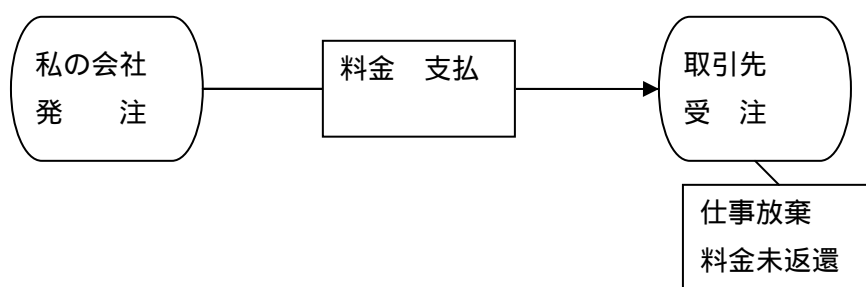 私の会社
発　　注
料金　支払
取引先
受　注
仕事放棄
料金未返還